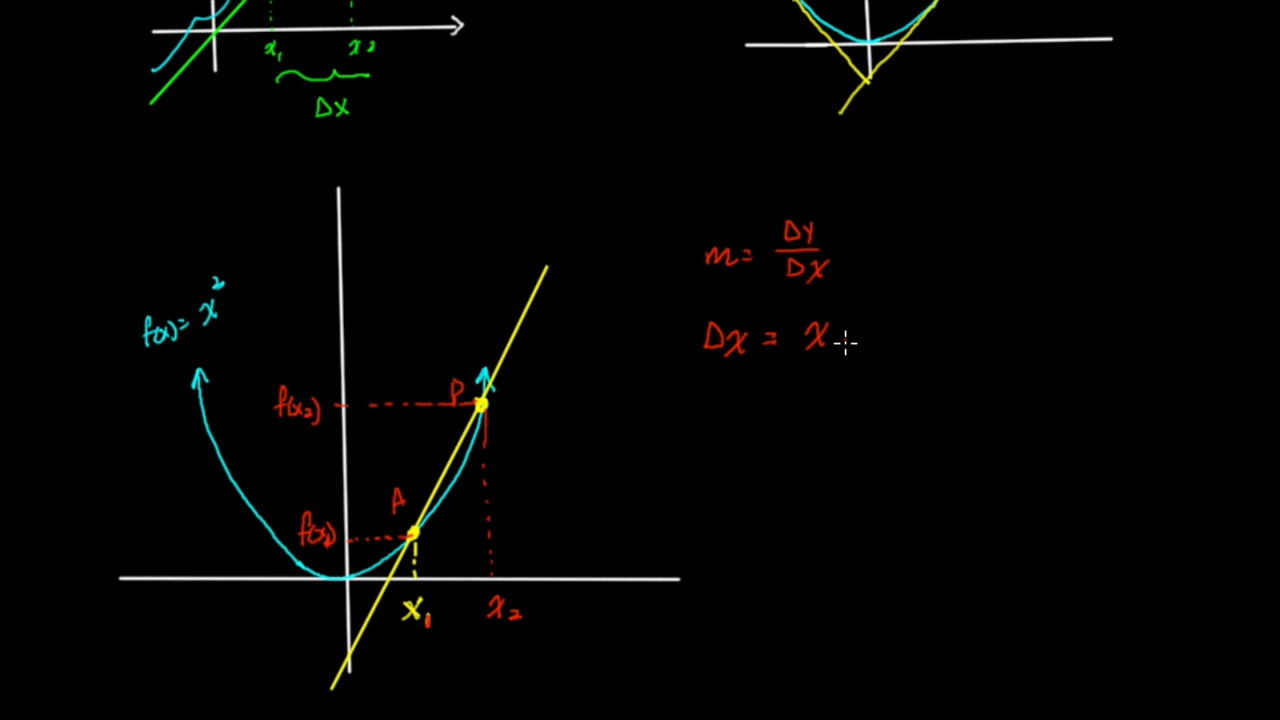 x₁ x₂
Δx
m = Δy/Δx
f(x) = x²
Δx = x
P
f(x₂)
A
f(x₁)
x₁ x₂